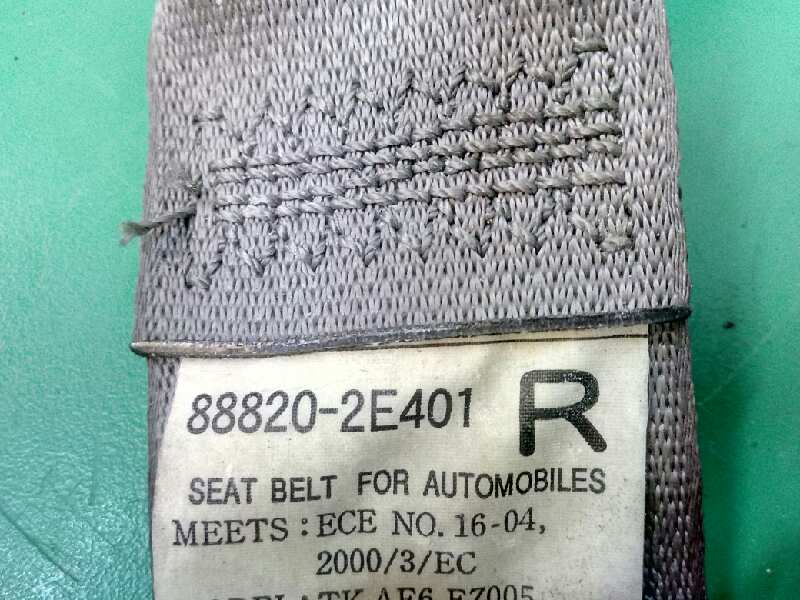 88820-2E401 R
SEAT BELT FOR AUTOMOBILES
MEETS : ECE NO. 16-04,
2000/3/EC